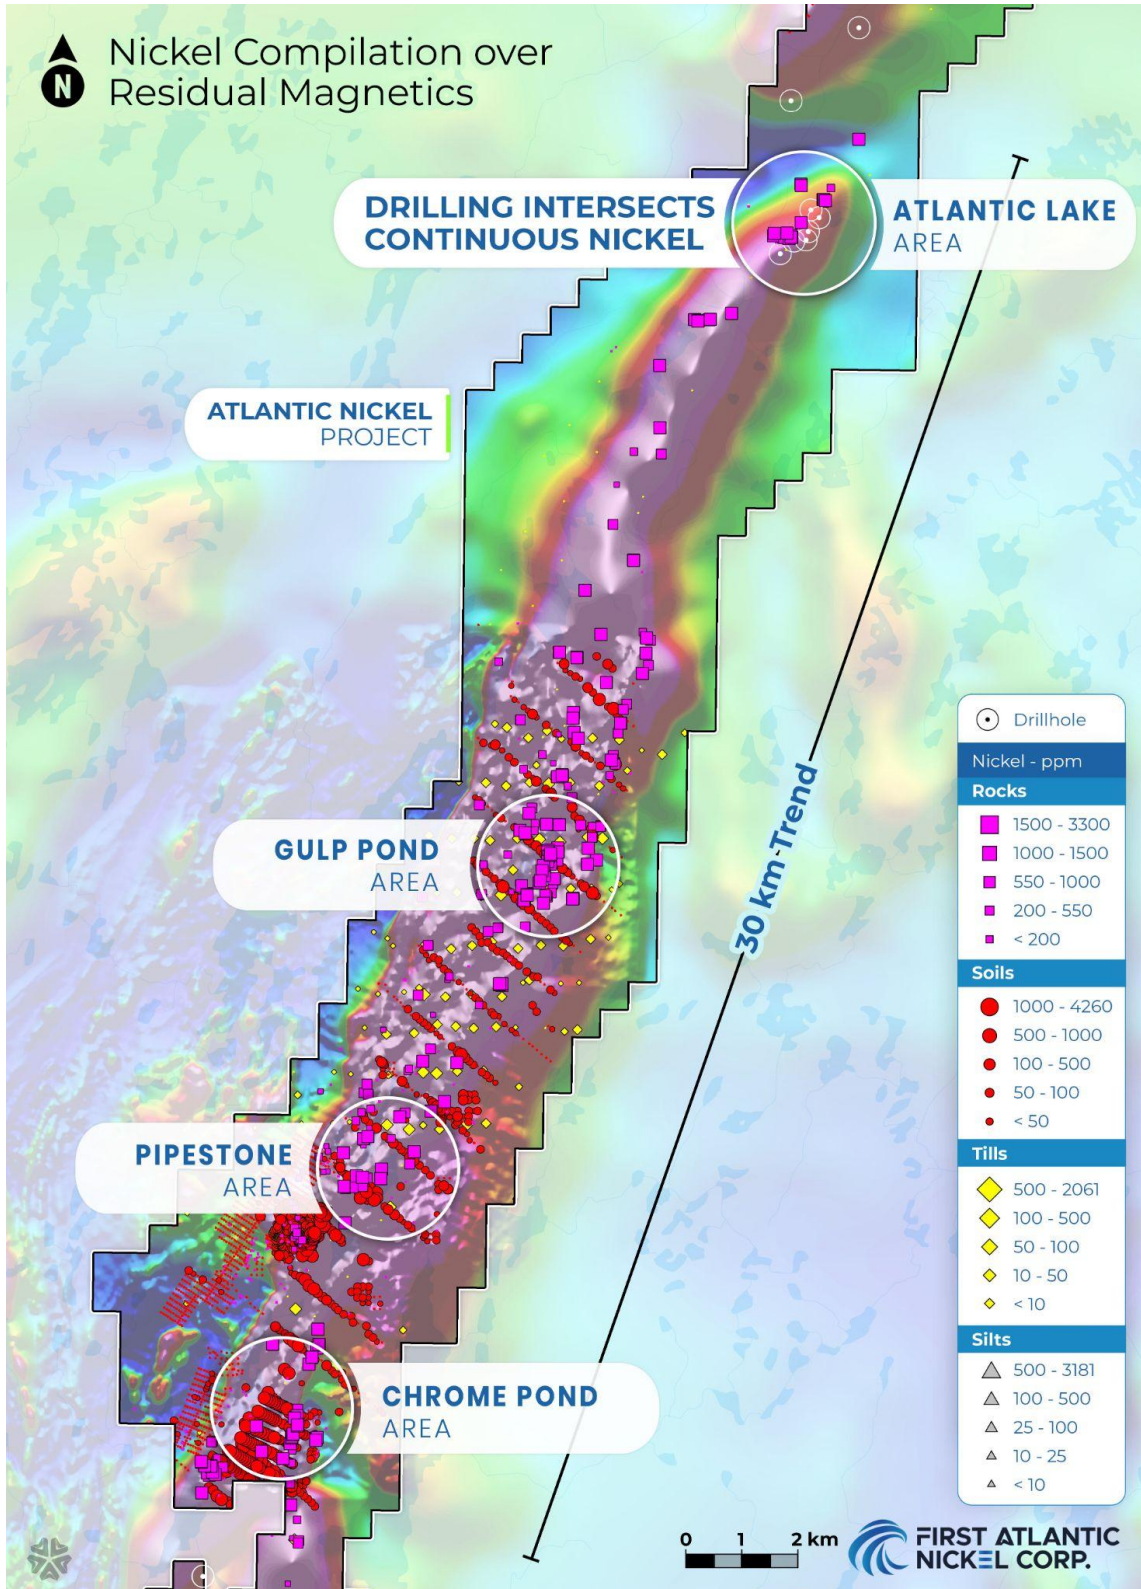 N
Nickel Compilation over
Residual Magnetics
DRILLING INTERSECTS
CONTINUOUS NICKEL
ATLANTIC LAKE
AREA
ATLANTIC NICKEL
PROJECT
30 km Trend
GULP POND
AREA
PIPESTONE
AREA
CHROME POND
AREA
Drillhole
Nickel - ppm
Rocks
1500 - 3300
1000 - 1500
550 - 1000
200 - 550
< 200
Soils
1000 - 4260
500 - 1000
100 - 500
50 - 100
< 50
Tills
500 - 2061
100 - 500
50 - 100
10 - 50
< 10
Silts
500 - 3181
100 - 500
25 - 100
10 - 25
< 10
0 1 2 km
FIRST ATLANTIC
NICKEL CORP.